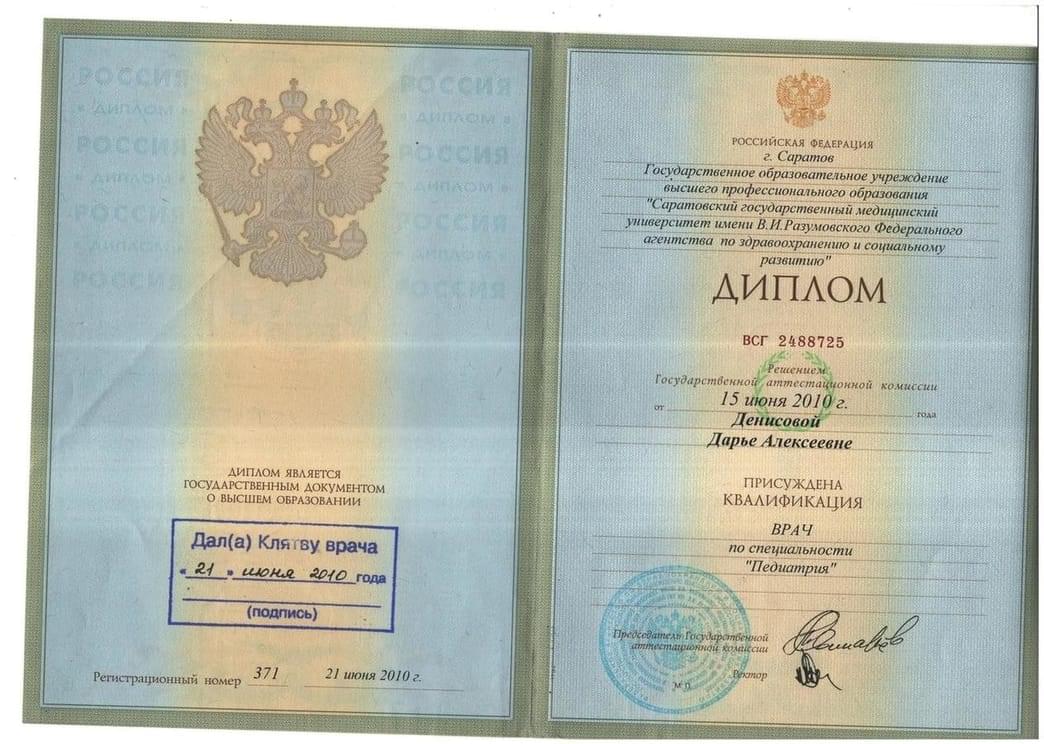 РОССИЯ
« ДИПЛОМ »
РОССИЯ
« ДИПЛОМ »
РОССИЯ
« ДИПЛОМ »
РОССИЯ
РОССИЯ
« ДИПЛОМ »
РОССИЯ
« ДИПЛОМ »
РОССИЯ
« ДИПЛОМ »
РОССИЯ
ДИПЛОМ ЯВЛЯЕТСЯ
ГОСУДАРСТВЕННЫМ ДОКУМЕНТОМ
О ВЫСШЕМ ОБРАЗОВАНИИ
Дал(а) Клятву врача
« 21 » июня 2010 года
(подпись)
Регистрационный номер 371 21 июня 2010 г.
РОССИЙСКАЯ ФЕДЕРАЦИЯ
г. Саратов
Государственное образовательное учреждение
высшего профессионального образования
"Саратовский государственный медицинский
университет имени В.И.Разумовского Федерального
агентства по здравоохранению и социальному
развитию"
ДИПЛОМ
ВСГ 2488725
Решением
Государственной аттестационной комиссии
от 15 июня 2010 г. года
Денисовой
Дарье Алексеевне
ПРИСУЖДЕНА
КВАЛИФИКАЦИЯ
ВРАЧ
по специальности
"Педиатрия"
Председатель Государственной
аттестационной комиссии
Ректор
М.П.